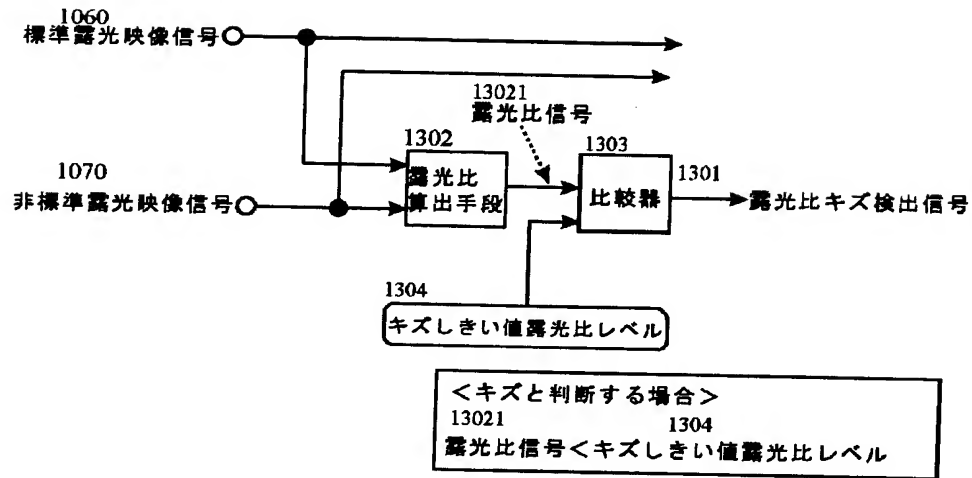 1060
標準露光映像信号
13021
露光比信号
1302
1303
1070
非標準露光映像信号
露光比
算出手段
比較器
1301
露光比キズ検出信号
1304
キズしきい値露光比レベル
＜キズと判断する場合＞
13021 1304
露光比信号＜キズしきい値露光比レベル